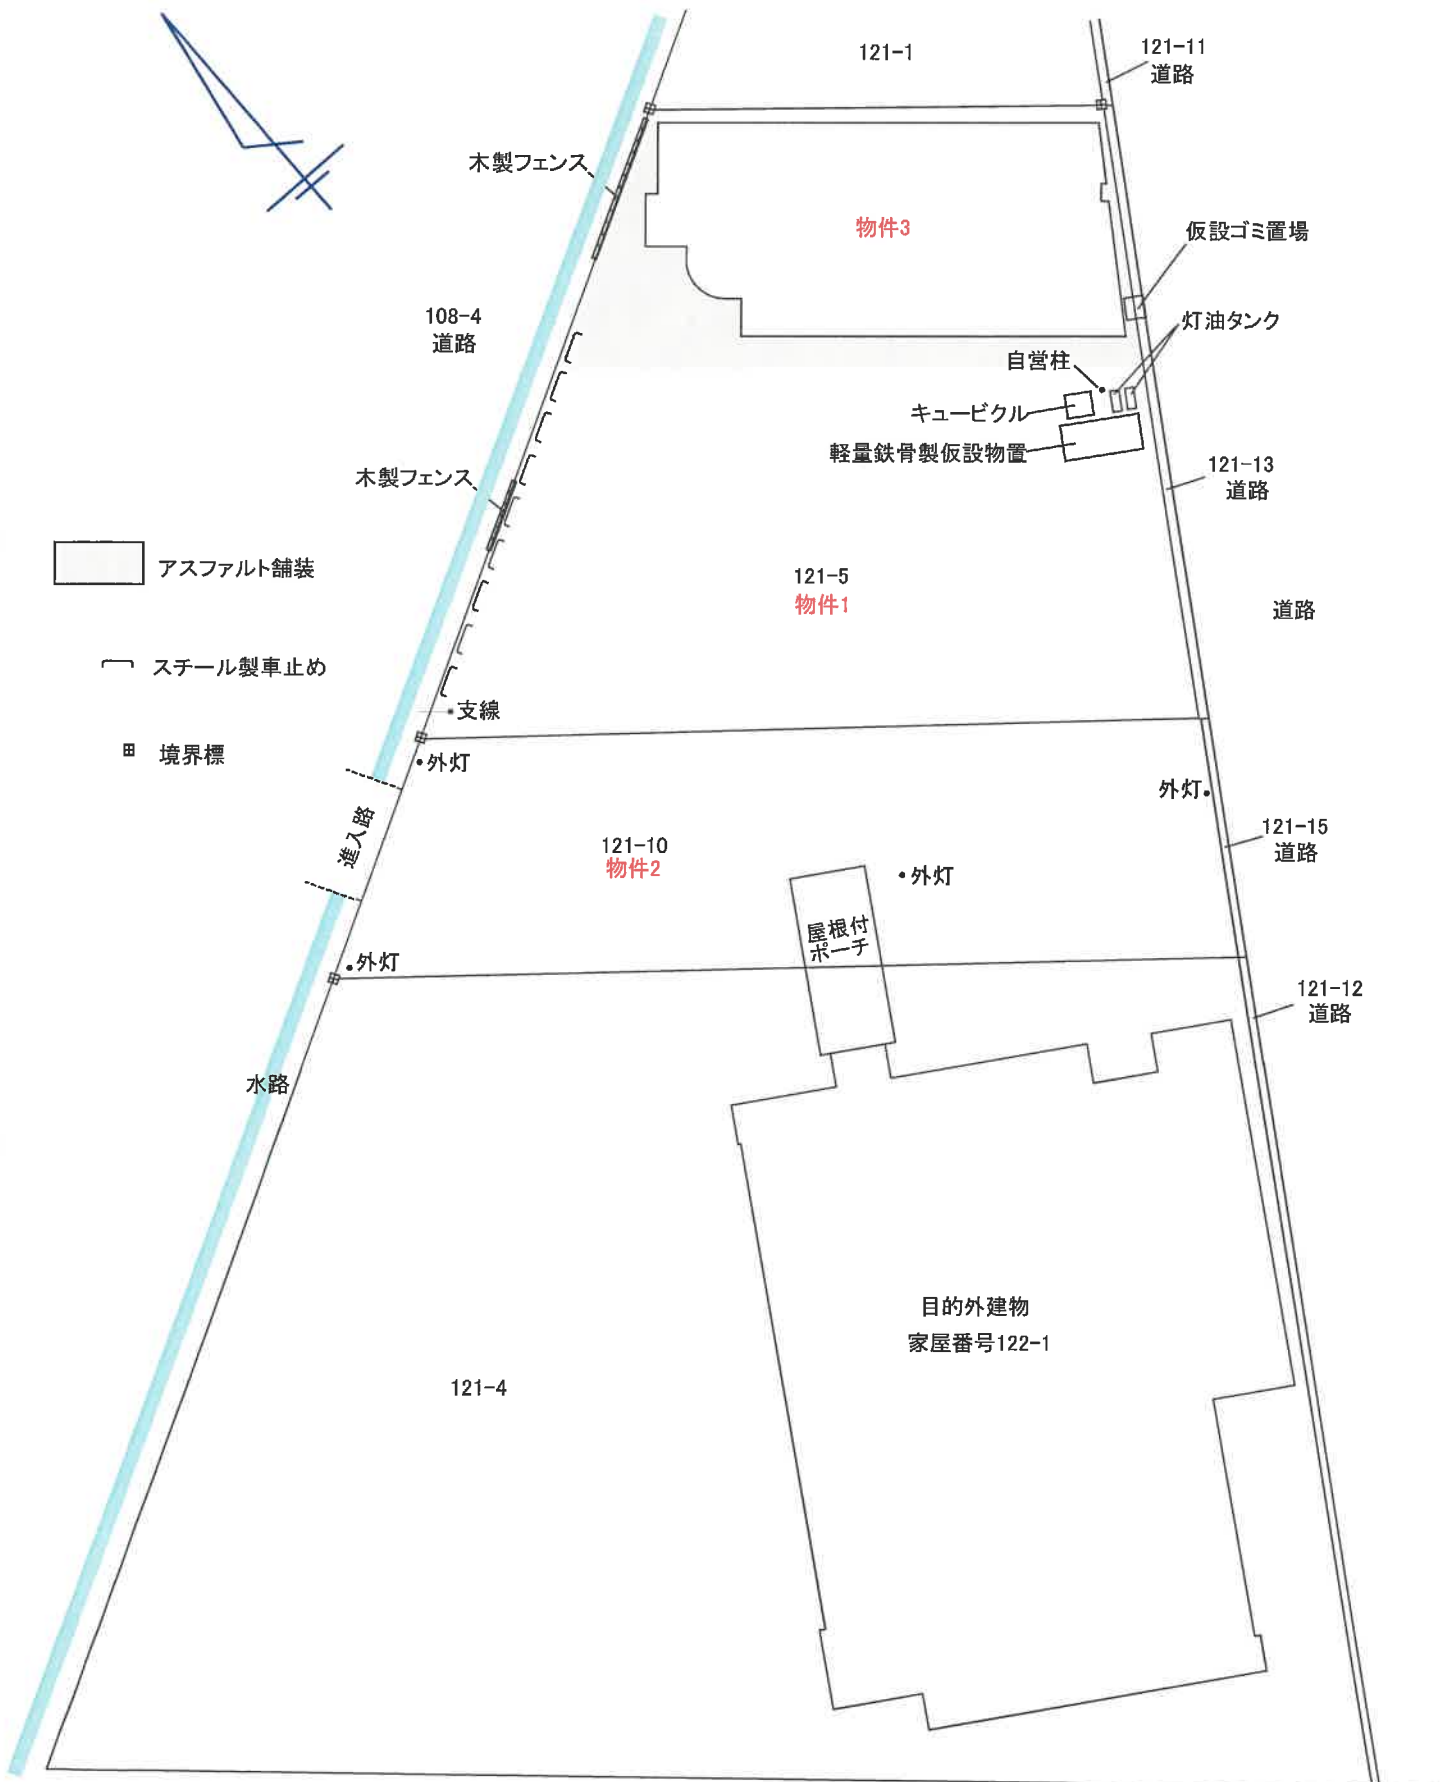 121-1
121-11
道路
木製フェンス
物件3
仮設ゴミ置場
108-4
道路
灯油タンク
自営柱
キュービクル
軽量鉄骨製仮設物置
121-13
道路
木製フェンス
アスファルト舗装
121-5
物件1
道路
スチール製車止め
支線
境界標
外灯
外灯
進入路
121-10
物件2
121-15
道路
外灯
屋根付
ポーチ
外灯
121-12
道路
水路
目的外建物
家屋番号122-1
121-4